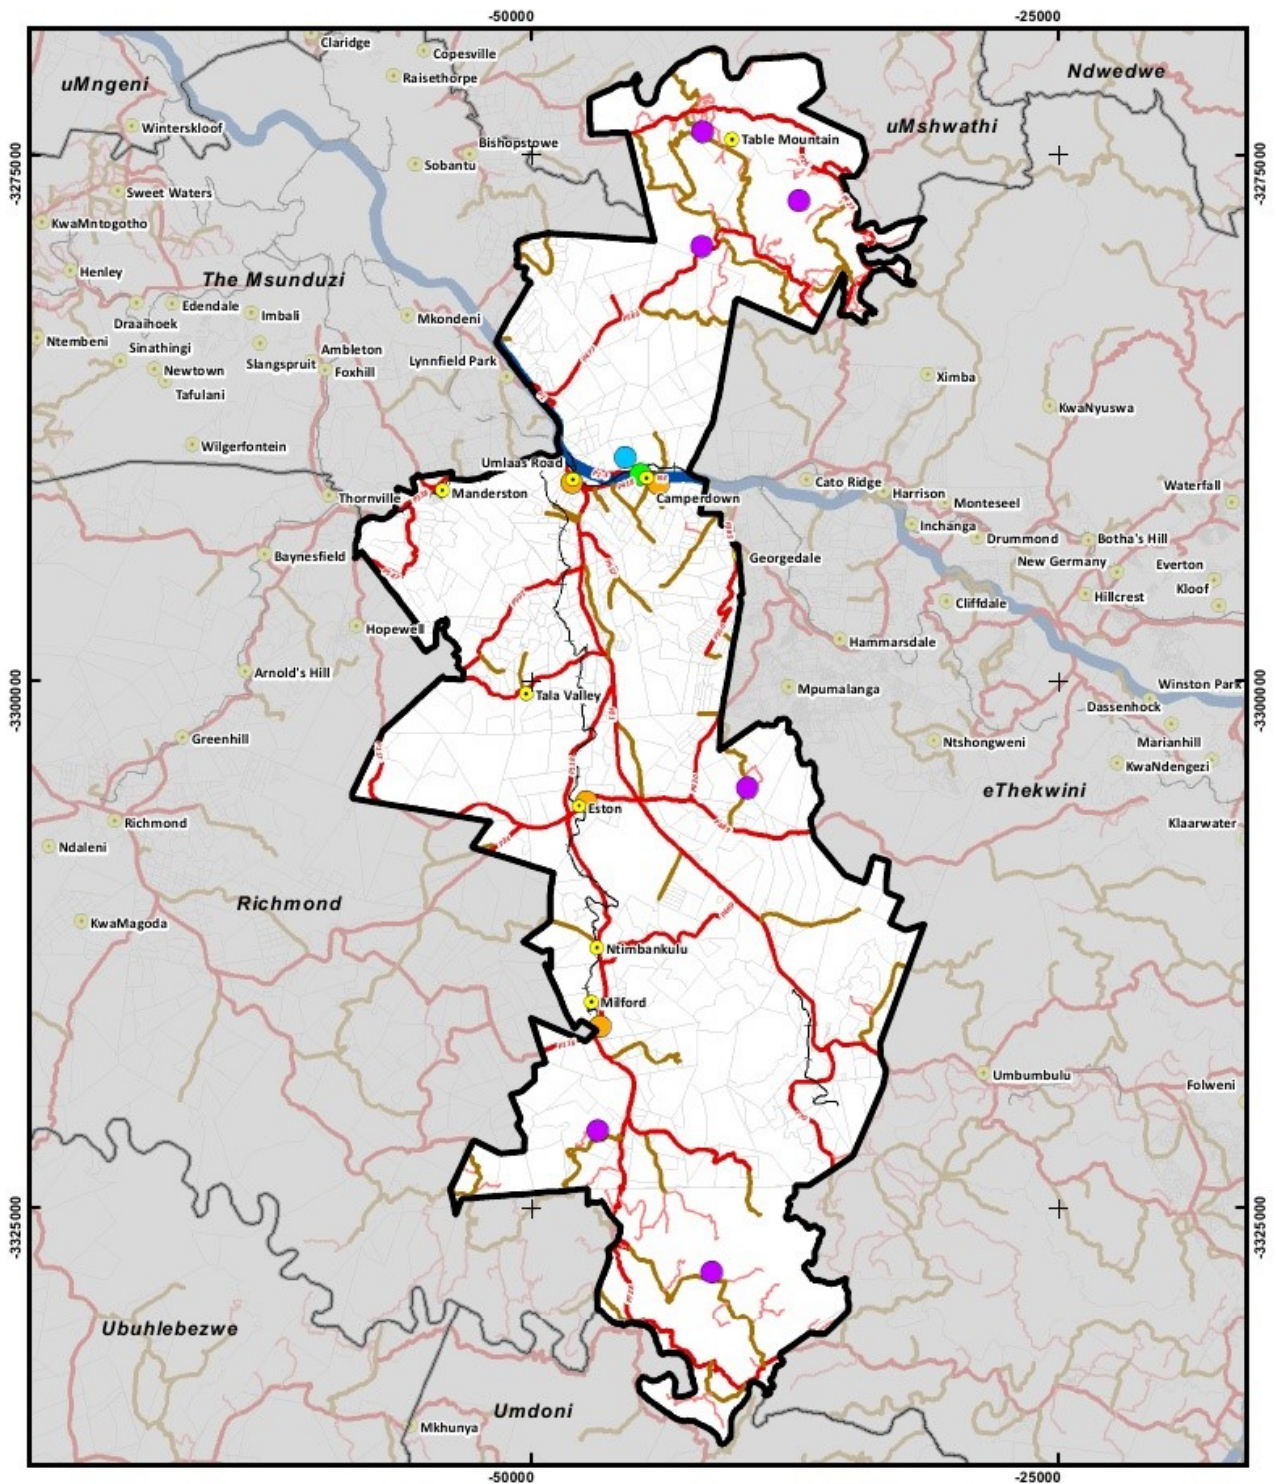 -50000
-25000
Claridge
Copesville
Ndwedwe
uMngeni
Raisethorpe
Winterskloof
uMshwathi
Bishopstowe
Table Mountain
-3275000
-3275000
Sobantu
Sweet Waters
KwaMntogotho
Henley
The Msunduzi
Edendale
Imbali
Mkondeni
Draaihoek
Ntembeni
Sinathingi
Ambleton
Slangspruit
Foxhill
Lynnfield Park
Newtown
Tafulani
Ximba
KwaNyuswa
Wilgerfontein
Umlaas Road
Cato Ridge
Waterfall
Thornville
Manderston
Camperdown
Harrison
Monteseel
Inchanga
Drummond
Botha's Hill
Baynesfield
Georgedale
New Germany
Everton
Kloof
Hillcrest
Cliffdale
Hopewell
Hammarsdale
Arnold's Hill
-3300000
Tala Valley
Mpumalanga
Winston Park
-3300000
Dassenhock
Greenhill
Ntshongweni
Marianhill
KwaNdengezi
eThekwini
Eston
Richmond
Klaarwater
Ndaleni
Richmond
KwaMagoda
Ntimbankulu
Milford
Umbumbulu
Folweni
-3325000
-3325000
Ubuhlebezwe
Umdoni
Mkhunya
-50000
-25000